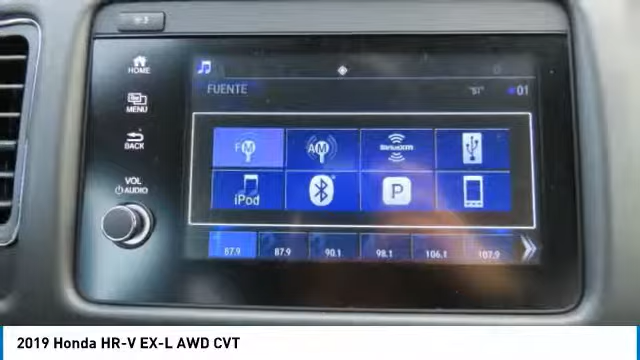 HOME
FUENTE
01
MENU
FM
AM
SiriusXM
BACK
iPod
P
VOL
AUDIO
87.9 87.9 90.1 98.1 106.1 107.9
2019 Honda HR-V EX-L AWD CVT